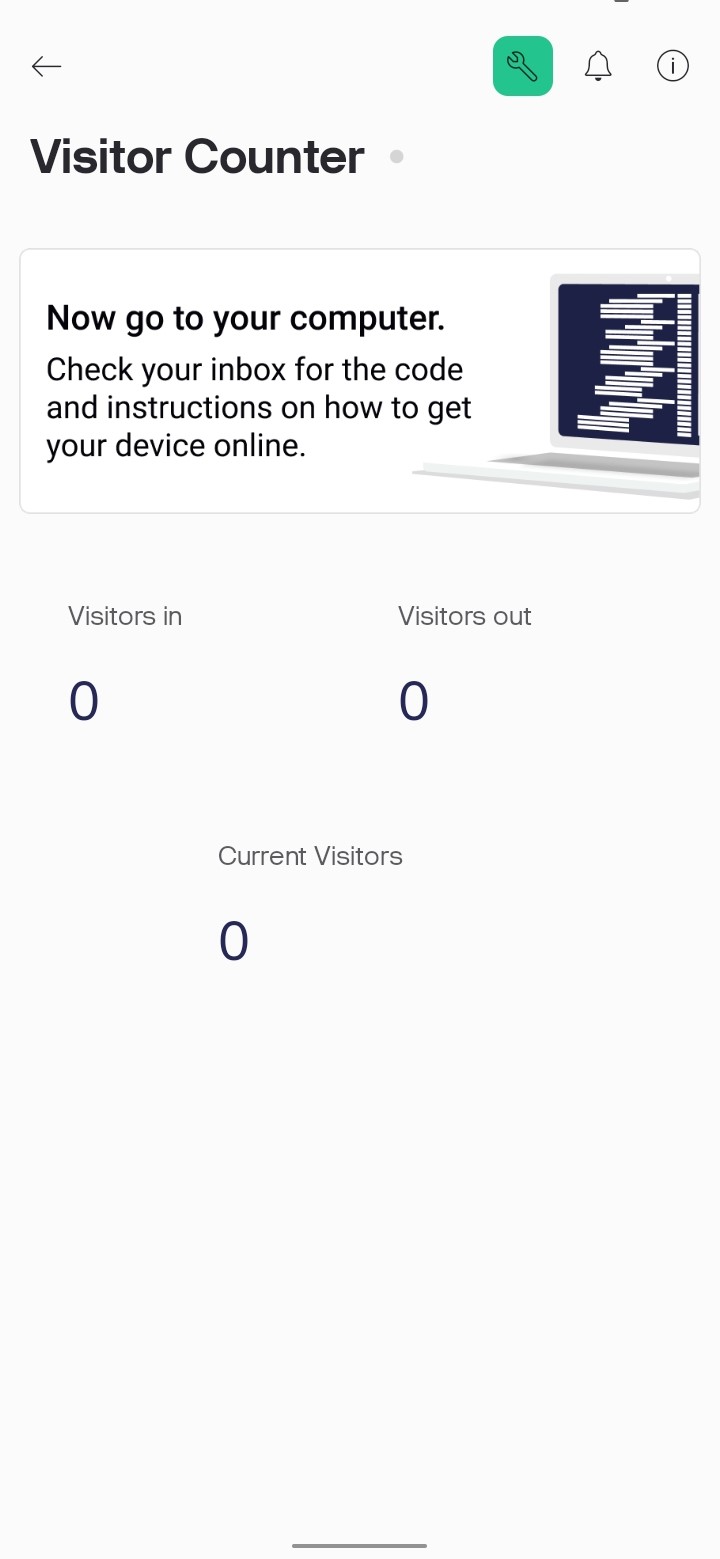 Visitor Counter
Now go to your computer.
Check your inbox for the code
and instructions on how to get
your device online.
Visitors in
Visitors out
0
0
Current Visitors
0